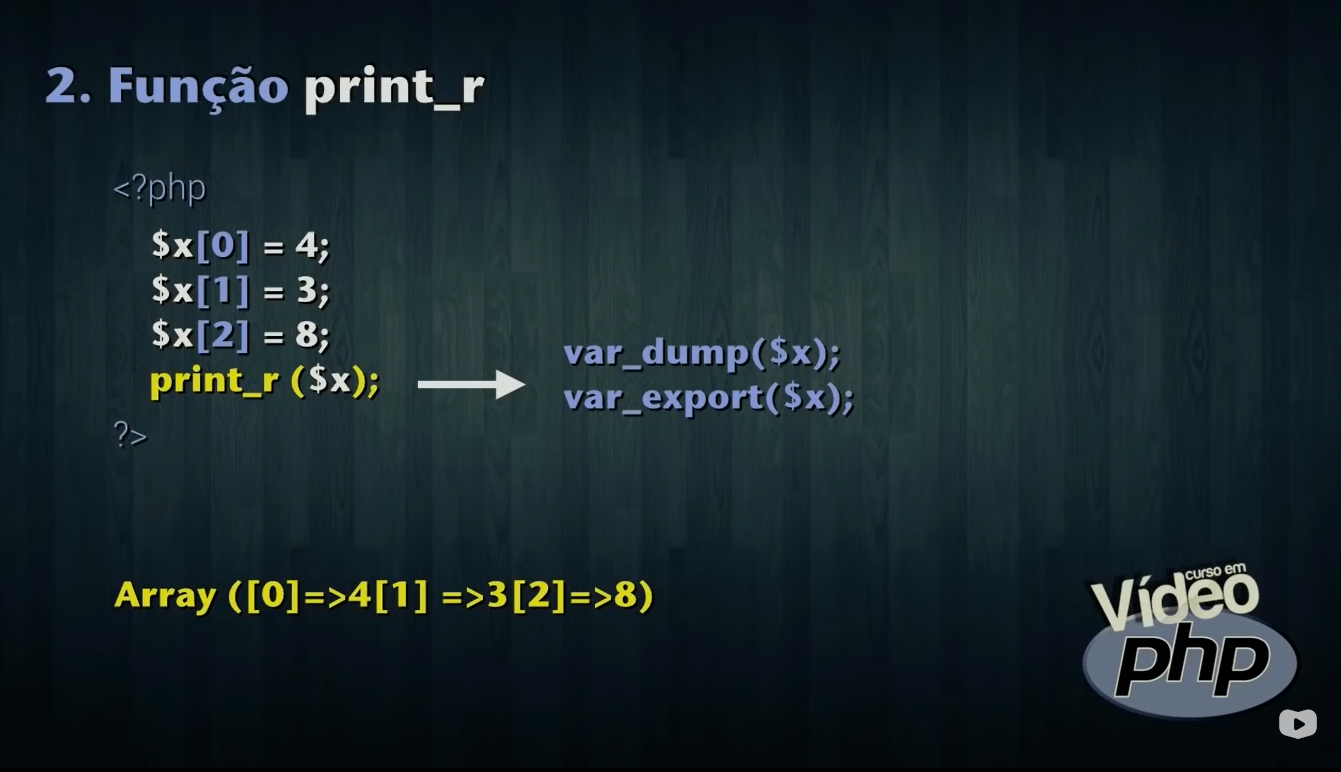 2. Função print_r
<?php
$x[0] = 4;
$x[1] = 3;
$x[2] = 8;
print_r ($x);
var_dump($x);
var_export($x);
?>
Array ([0]=>4[1] =>3[2]=>8)
curso em
Vídeo
php